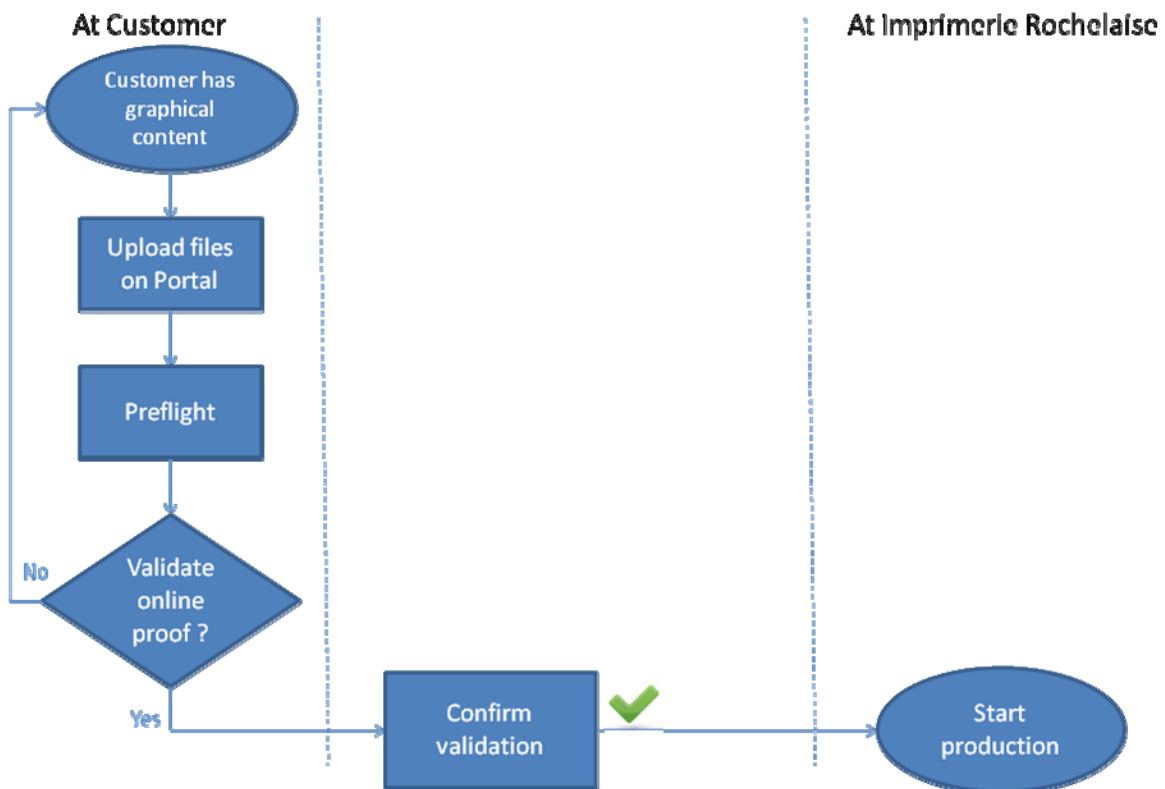 At Customer
At Imprimerie Rochelaise
Customer has
graphical
content
Upload files
on Portal
Preflight
Validate
online
proof ?
No
Yes
Confirm
validation
Start
production